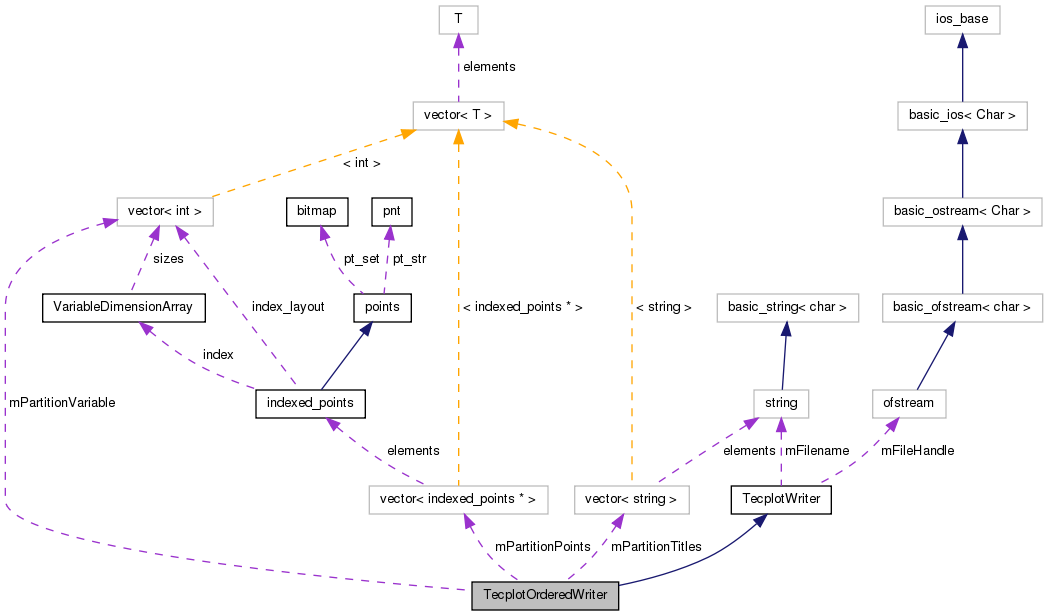 T
ios_base
elements
vector< T >
basic_ios< Char >
< int >
vector< int >
bitmap
pnt
basic_ostream< Char >
sizes
pt_set
pt_str
VariableDimensionArray
index_layout
points
< indexed_points * >
< string >
basic_string< char >
basic_ofstream< char >
index
mPartitionVariable
indexed_points
string
ofstream
elements
elements
mFilename
mFileHandle
vector< indexed_points * >
vector< string >
TecplotWriter
mPartitionPoints
mPartitionTitles
TecplotOrderedWriter